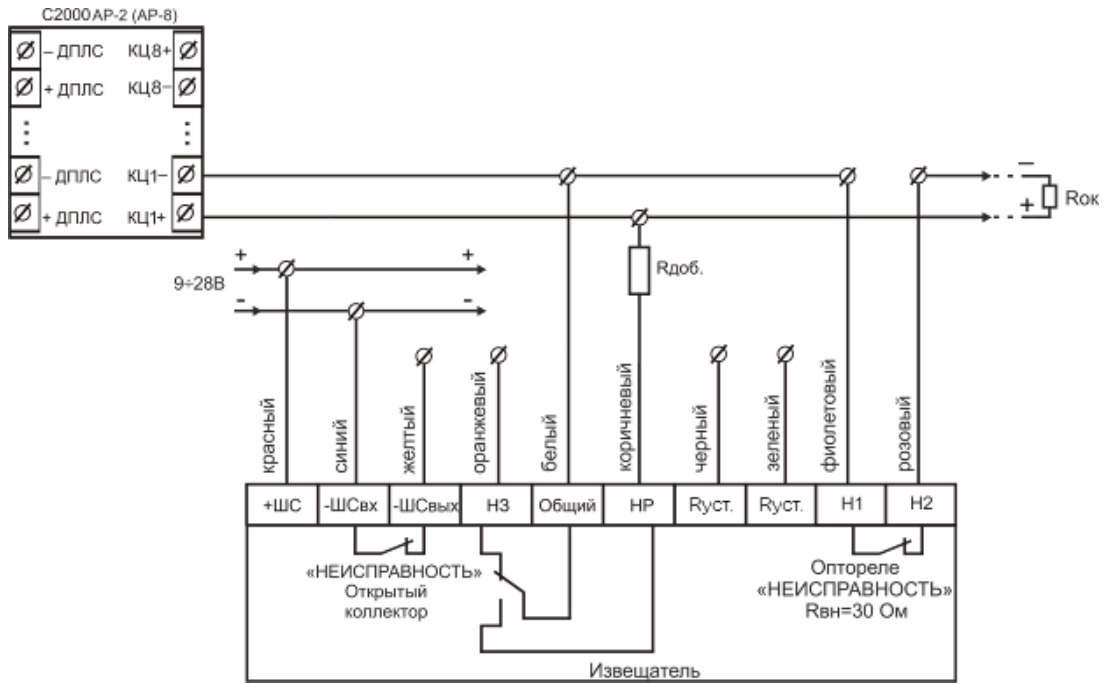 С2000 АР-2 (АР-8)
– ДПЛС КЦ8+
+ ДПЛС КЦ8–
– ДПЛС КЦ1–
+ ДПЛС КЦ1+
–
+
Rок
+ +
9÷28В
- -
Rдоб.
красный
синий
желтый
оранжевый
белый
коричневый
черный
зеленый
фиолетовый
розовый
+ШС -ШСвх -ШСвых НЗ Общий НР Rуст. Rуст. Н1 Н2
«НЕИСПРАВНОСТЬ»
Открытый
коллектор
Оптореле
«НЕИСПРАВНОСТЬ»
Rвн=30 Ом
Извещатель